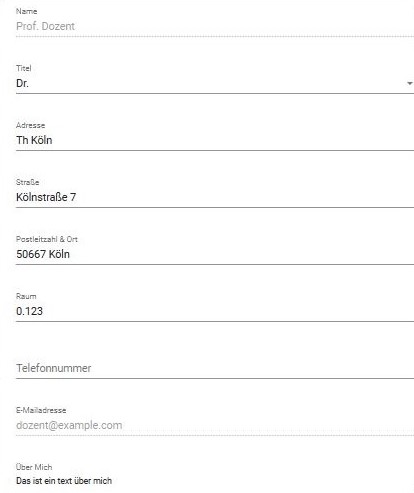 Name
Prof. Dozent
Titel
Dr.
Adresse
Th Köln
Straße
Kölnstraße 7
Postleitzahl & Ort
50667 Köln
Raum
0.123
Telefonnummer
E-Mailadresse
dozent@example.com
Über Mich
Das ist ein text über mich